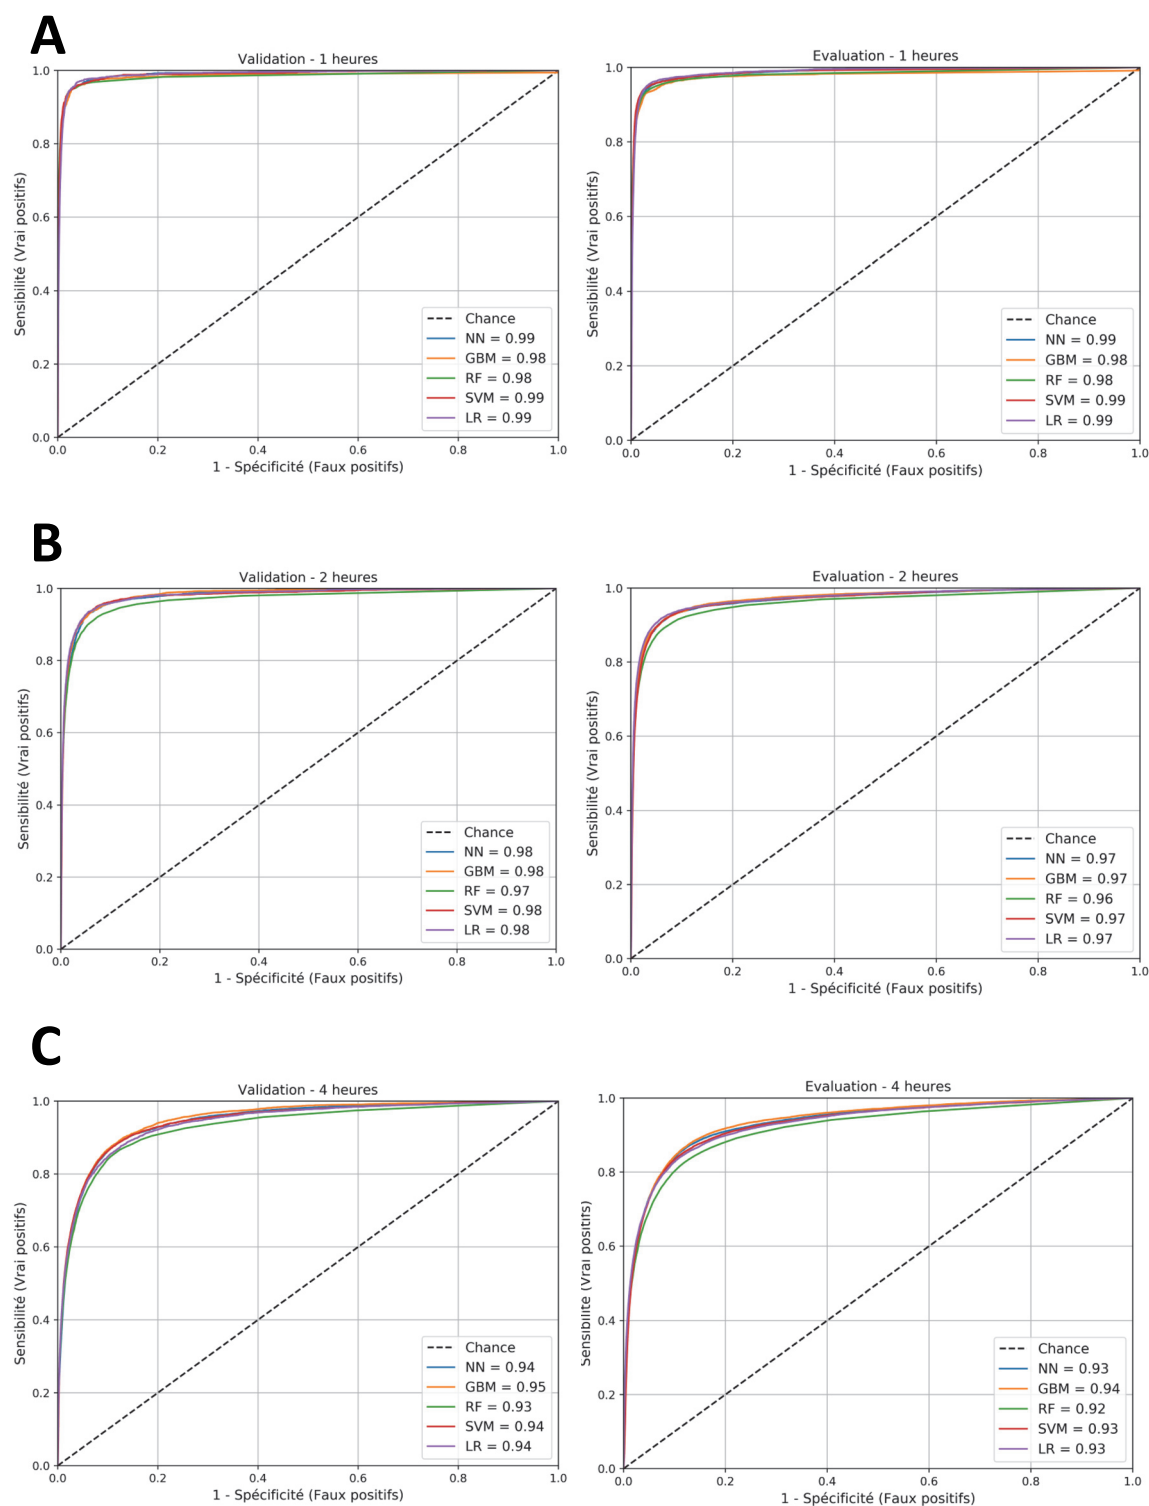 A
Validation - 1 heures
1.0
0.8
0.6
0.4
0.2
0.0
Sensibilité (Vrai positifs)
Chance
NN = 0.99
GBM = 0.98
RF = 0.98
SVM = 0.99
LR = 0.99
0.0 0.2 0.4 0.6 0.8 1.0
1 - Spécificité (Faux positifs)
Evaluation - 1 heures
1.0
0.8
0.6
0.4
0.2
0.0
Sensibilité (Vrai positifs)
Chance
NN = 0.99
GBM = 0.98
RF = 0.98
SVM = 0.99
LR = 0.99
0.0 0.2 0.4 0.6 0.8 1.0
1 - Spécificité (Faux positifs)
B
Validation - 2 heures
1.0
0.8
0.6
0.4
0.2
0.0
Sensibilité (Vrai positifs)
Chance
NN = 0.98
GBM = 0.98
RF = 0.97
SVM = 0.98
LR = 0.98
0.0 0.2 0.4 0.6 0.8 1.0
1 - Spécificité (Faux positifs)
Evaluation - 2 heures
1.0
0.8
0.6
0.4
0.2
0.0
Sensibilité (Vrai positifs)
Chance
NN = 0.97
GBM = 0.97
RF = 0.96
SVM = 0.97
LR = 0.97
0.0 0.2 0.4 0.6 0.8 1.0
1 - Spécificité (Faux positifs)
C
Validation - 4 heures
1.0
0.8
0.6
0.4
0.2
0.0
Sensibilité (Vrai positifs)
Chance
NN = 0.94
GBM = 0.95
RF = 0.93
SVM = 0.94
LR = 0.94
0.0 0.2 0.4 0.6 0.8 1.0
1 - Spécificité (Faux positifs)
Evaluation - 4 heures
1.0
0.8
0.6
0.4
0.2
0.0
Sensibilité (Vrai positifs)
Chance
NN = 0.93
GBM = 0.94
RF = 0.92
SVM = 0.93
LR = 0.93
0.0 0.2 0.4 0.6 0.8 1.0
1 - Spécificité (Faux positifs)